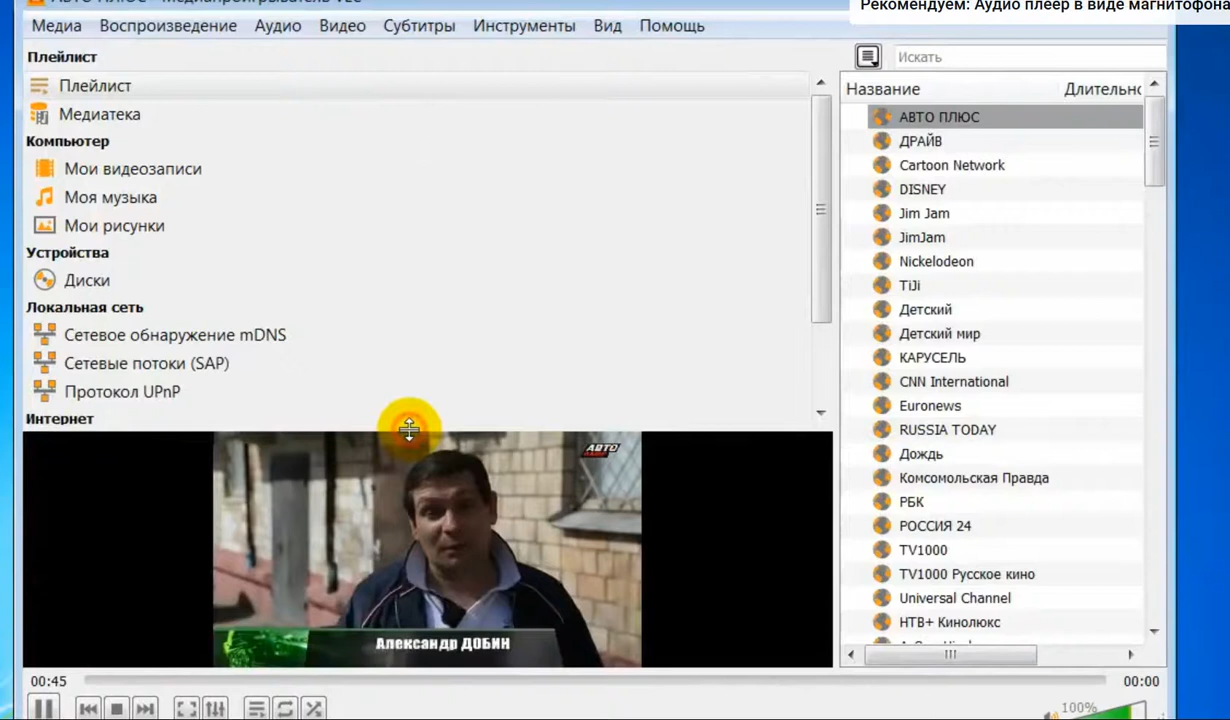 Рекомендуем: Аудио плеер в виде магнитофона
Медиа Воспроизведение Аудио Видео Субтитры Инструменты Вид Помощь
Плейлист
Искать
Плейлист
Медиатека
Компьютер
Мои видеозаписи
Моя музыка
Мои рисунки
Устройства
Диски
Локальная сеть
Сетевое обнаружение mDNS
Сетевые потоки (SAP)
Протокол UPnP
Интернет
Название Длительнс
АВТО ПЛЮС
ДРАЙВ
Cartoon Network
DISNEY
Jim Jam
JimJam
Nickelodeon
TiJi
Детский
Детский мир
КАРУСЕЛЬ
CNN International
Euronews
RUSSIA TODAY
Дождь
Комсомольская Правда
РБК
РОССИЯ 24
TV1000
TV1000 Русское кино
Universal Channel
НТВ+ Кинолюкс
АВТО
ПЛЮС
Александр ДОБИН
00:45
00:00
100%